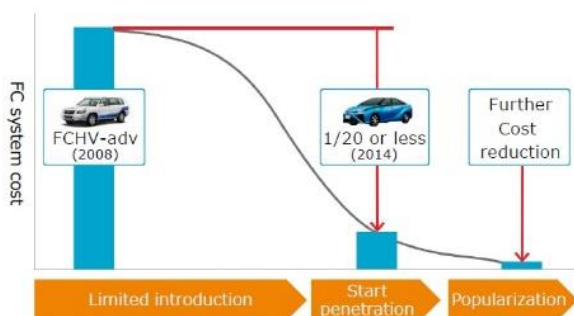 FC system cost
FCHV-adv
(2008)
1/20 or less
(2014)
Further
Cost
reduction
Limited introduction
Start
penetration
Popularization